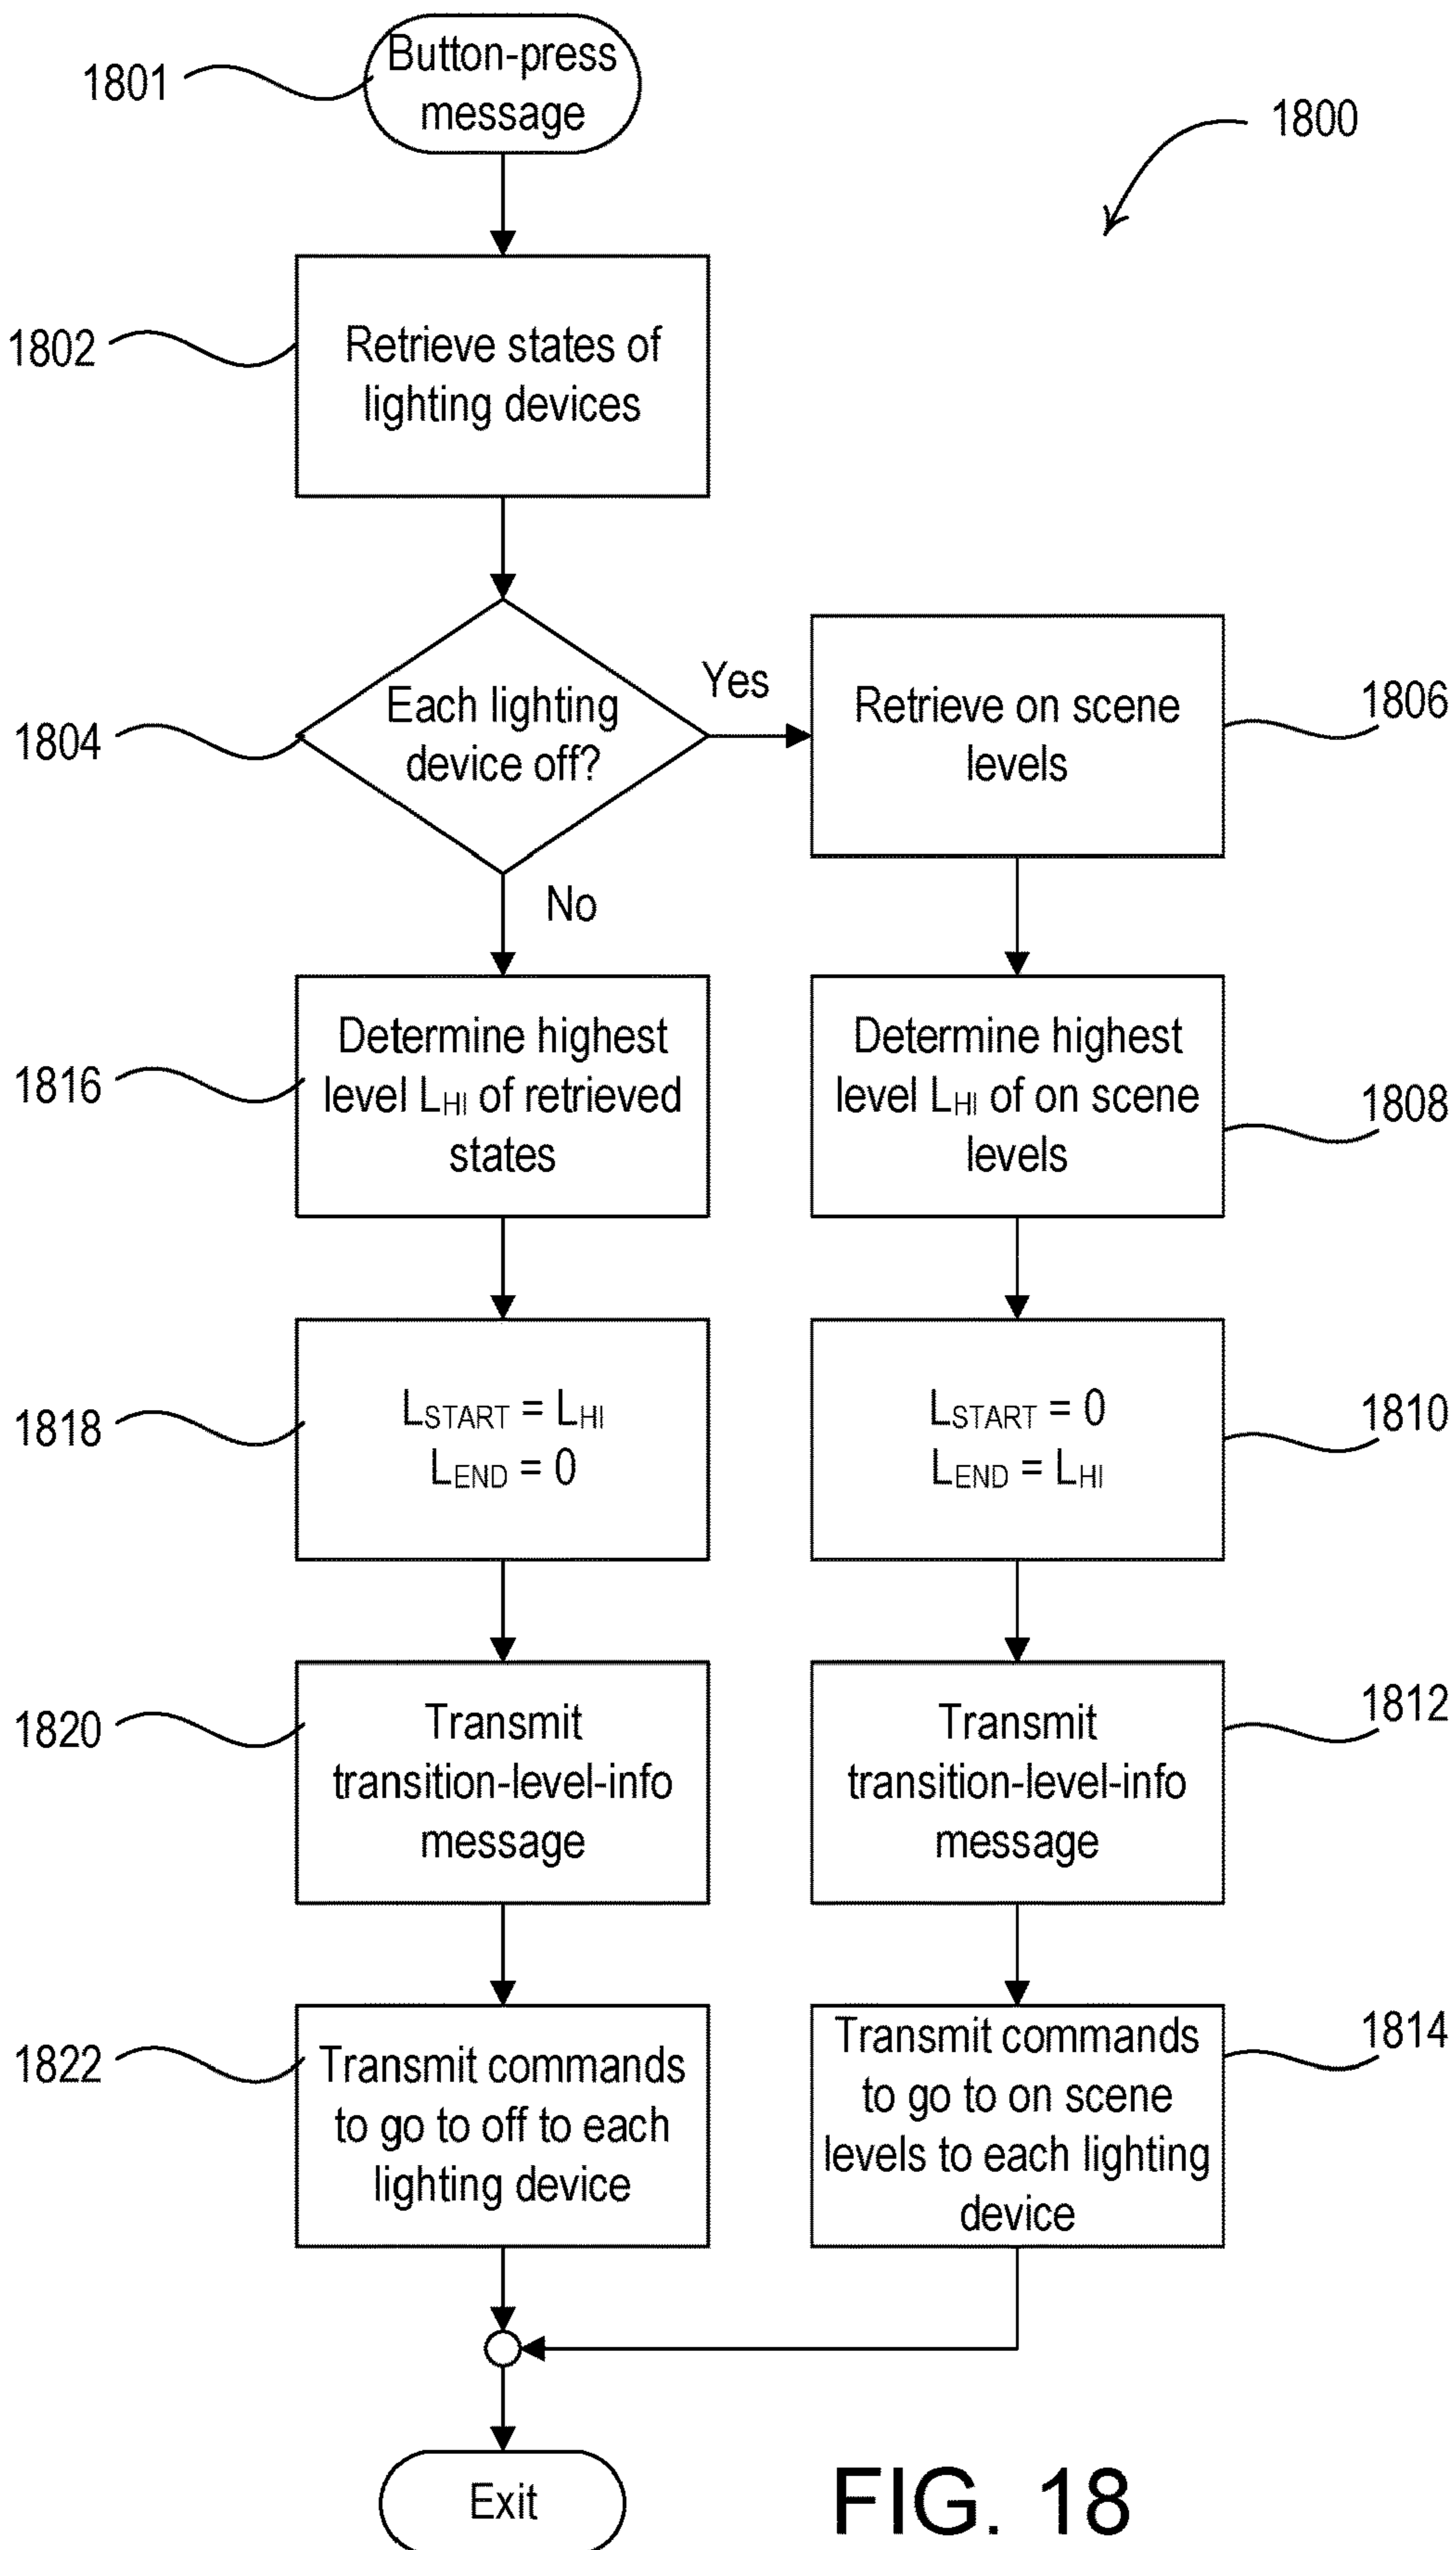 Button-press
message
1801
1800
Retrieve states of
lighting devices
1802
Each lighting
device off?
1804
Yes
No
Retrieve on scene
levels
1806
Determine highest
level LHI of retrieved
states
1816
Determine highest
level LHI of on scene
levels
1808
LSTART = LHI
LEND = 0
1818
LSTART = 0
LEND = LHI
1810
Transmit
transition-level-info
message
1820
Transmit
transition-level-info
message
1812
Transmit commands
to go to off to each
lighting device
1822
Transmit commands
to go to on scene
levels to each lighting
device
1814
Exit
FIG. 18